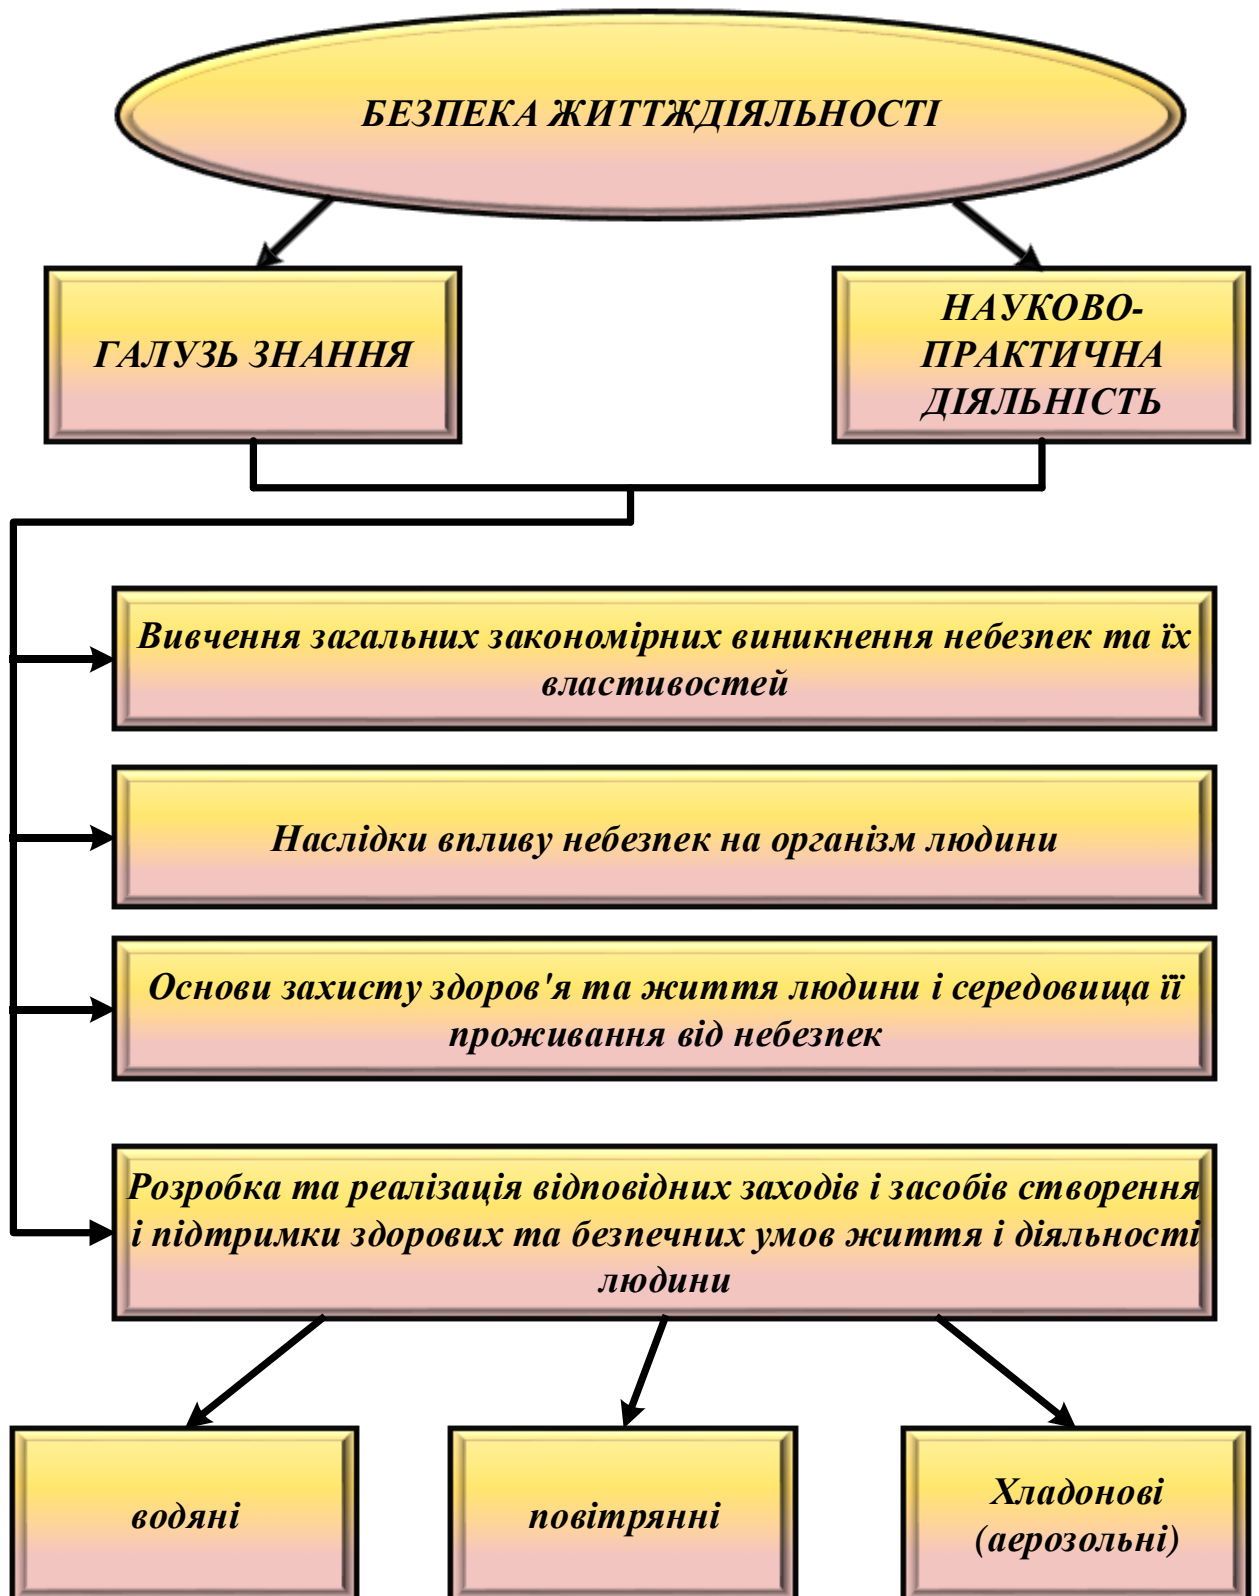 БЕЗПЕКА ЖИТТЖДІЯЛЬНОСТІ
ГАЛУЗЬ ЗНАННЯ
НАУКОВО-
ПРАКТИЧНА
ДІЯЛЬНІСТЬ
Вивчення загальних закономірних виникнення небезпек та їх
властивостей
Наслідки впливу небезпек на організм людини
Основи захисту здоров'я та життя людини і середовища її
проживання від небезпек
Розробка та реалізація відповідних заходів і засобів створення
і підтримки здорових та безпечних умов життя і діяльності
людини
водяні
повітрянні
Хладонові
(аерозольні)